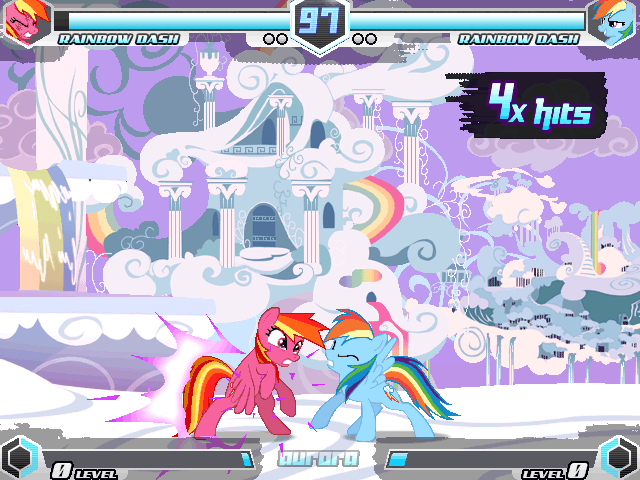 97
RAINBOW DASH
RAINBOW DASH
4x hits
0 LEVEL
aurora
LEVEL 0